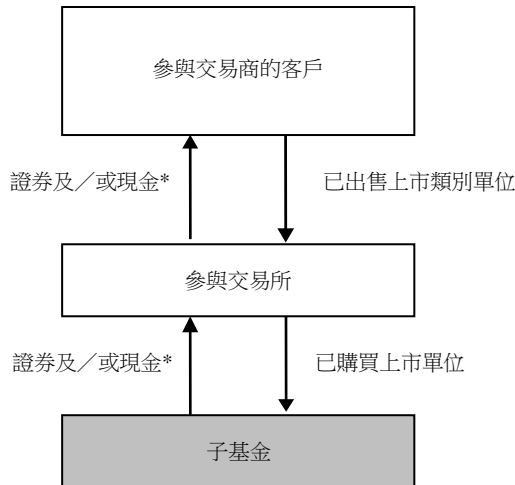 參與交易商的客戶
證券及／或現金*
已出售上市類別單位
參與交易所
證券及／或現金*
已購買上市單位
子基金